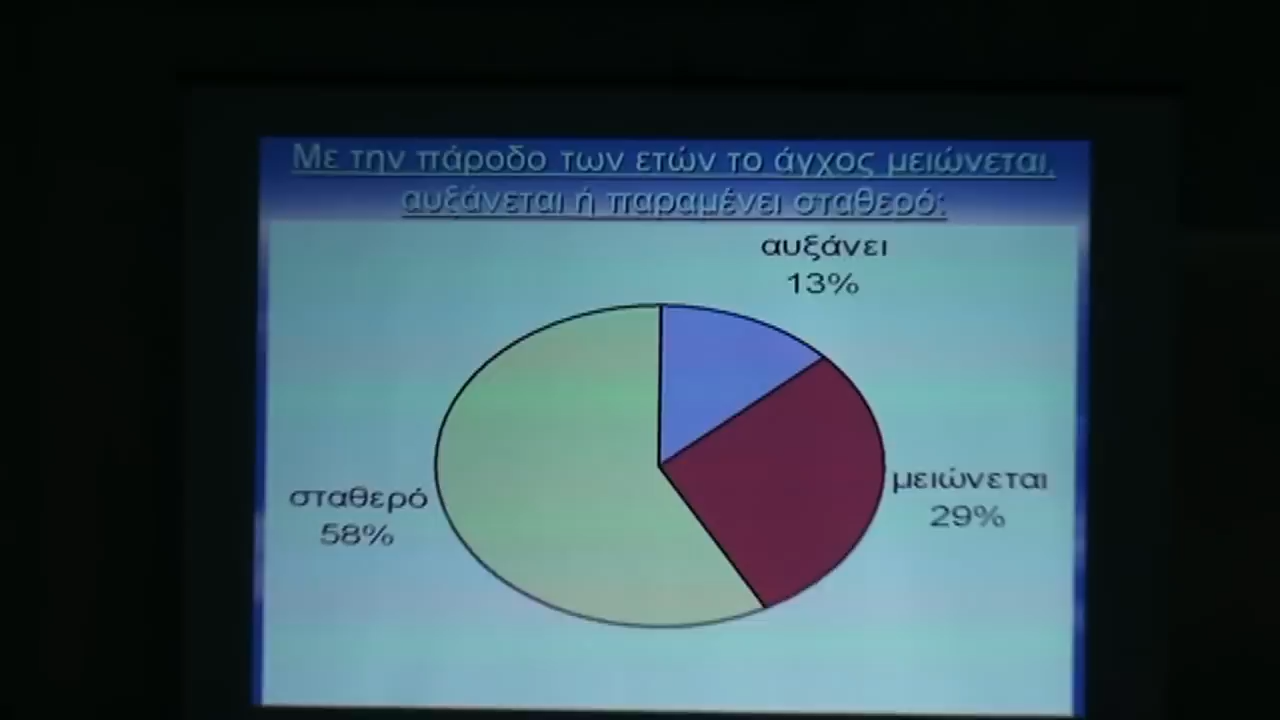 Με την πάροδο των ετών το άγχος μειώνεται,
αυξάνεται ή παραμένει σταθερό;
αυξάνει
13%
μειώνεται
29%
σταθερό
58%